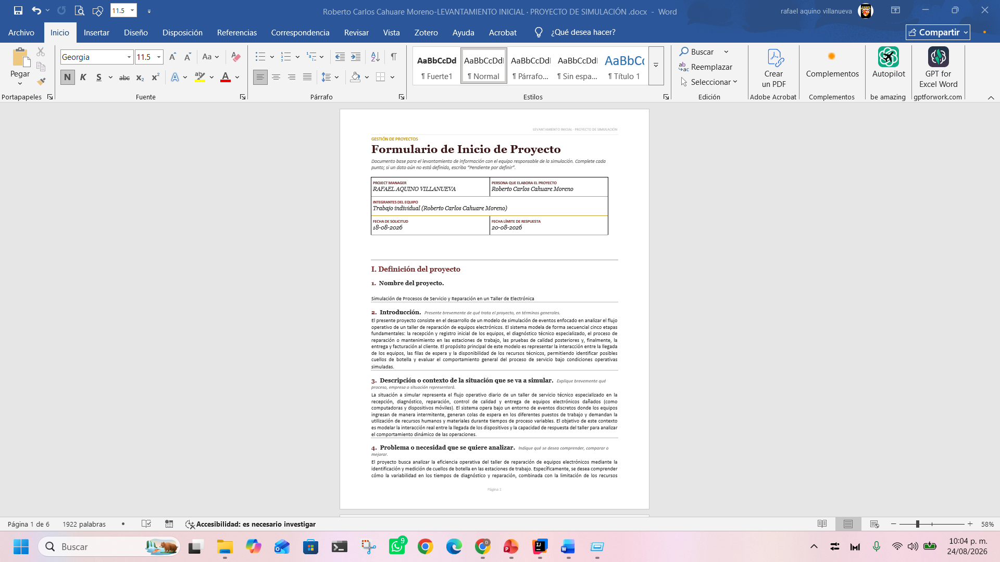 11.5
Roberto Carlos Cahuare Moreno-LEVANTAMIENTO INICIAL · PROYECTO DE SIMULACIÓN .docx - Word
rafael aquino villanueva
Archivo Inicio Insertar Diseño Disposición Referencias Correspondencia Revisar Vista Zotero Ayuda Acrobat ¿Qué desea hacer? Compartir
Pegar
Portapapeles
Georgia 11.5
N K S abc x₂ x²
Aa
Fuente
Párrafo
AaBbCcDd AaBbCcDd AaBbCcDd AaBbCcDd AaBbCc
¶ Fuerte1 ¶ Normal ¶ Párrafo... ¶ Sin espa... ¶ Título 1
Estilos
Buscar
Reemplazar
Seleccionar
Edición
Crear un PDF
Adobe Acrobat
Complementos
Complementos
Autopilot
be amazing
GPT for Excel Word
gptforwork.com
LEVANTAMIENTO INICIAL · PROYECTO DE SIMULACIÓN
GESTIÓN DE PROYECTOS
Formulario de Inicio de Proyecto
Documento base para el levantamiento de información con el equipo responsable de la simulación. Complete cada
punto; si un dato aún no está definido, escriba “Pendiente por definir”.
PROJECT MANAGER
RAFAEL AQUINO VILLANUEVA
PERSONA QUE ELABORA EL PROYECTO
Roberto Carlos Cahuare Moreno
INTEGRANTES DEL EQUIPO
Trabajo individual (Roberto Carlos Cahuare Moreno)
FECHA DE SOLICITUD
18-08-2026
FECHA LÍMITE DE RESPUESTA
20-08-2026
I. Definición del proyecto
1. Nombre del proyecto.
Simulación de Procesos de Servicio y Reparación en un Taller de Electrónica
2. Introducción. Presente brevemente de qué trata el proyecto, en términos generales.
El presente proyecto consiste en el desarrollo de un modelo de simulación de eventos enfocado en analizar el flujo
operativo de un taller de reparación de equipos electrónicos. El sistema modela de forma secuencial cinco etapas
fundamentales: la recepción y registro inicial de los equipos, el diagnóstico técnico especializado, el proceso de
reparación o mantenimiento en las estaciones de trabajo, las pruebas de calidad posteriores y, finalmente, la
entrega y facturación al cliente. El propósito principal de este modelo es representar la interacción entre la llegada
de los equipos, las filas de espera y la disponibilidad de los recursos técnicos, permitiendo identificar posibles
cuellos de botella y evaluar el comportamiento general del proceso de servicio bajo condiciones operativas
simuladas.
3. Descripción o contexto de la situación que se va a simular. Explique brevemente qué
proceso, empresa o situación representará.
La situación a simular representa el flujo operativo diario de un taller de servicio técnico especializado en la
recepción, diagnóstico, reparación, control de calidad y entrega de equipos electrónicos dañados (como
computadoras y dispositivos móviles). El sistema opera bajo un entorno de eventos discretos donde los equipos
ingresan de manera intermitente, generan colas de espera en los diferentes puestos de trabajo y demandan la
utilización de recursos humanos y materiales durante tiempos de proceso variables. El objetivo de este contexto
es modelar la interacción real entre la llegada de los dispositivos y la capacidad de respuesta del taller para analizar
el comportamiento dinámico de las operaciones.
4. Problema o necesidad que se quiere analizar. Indique qué se desea comprender, comparar o
mejorar.
El proyecto busca analizar la eficiencia operativa del taller de reparación de equipos electrónicos mediante la
identificación y medición de cuellos de botella en las estaciones de trabajo. Específicamente, se desea comprender
cómo la variabilidad en los tiempos de diagnóstico y reparación, combinada con la limitación de los recursos
Página 1
Página 1 de 6 1922 palabras Accesibilidad: es necesario investigar 58%
Buscar
9
10:04 p. m.
24/08/2026